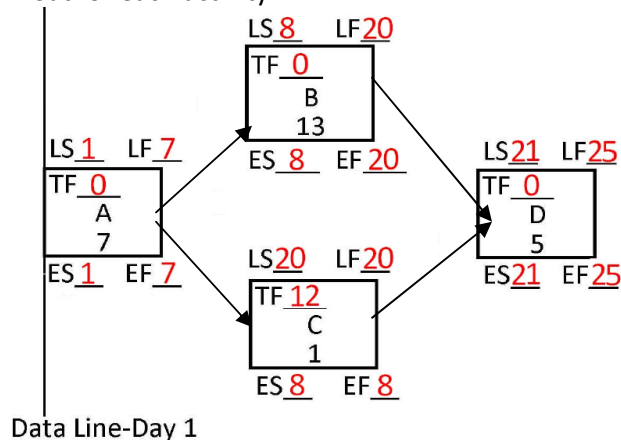 LS 8 LF 20
TF 0
B
13
ES 8 EF 20
LS 1 LF 7
TF 0
A
7
ES 1 EF 7
LS 21 LF 25
TF 0
D
5
ES 21 EF 25
LS 20 LF 20
TF 12
C
1
ES 8 EF 8
Data Line-Day 1